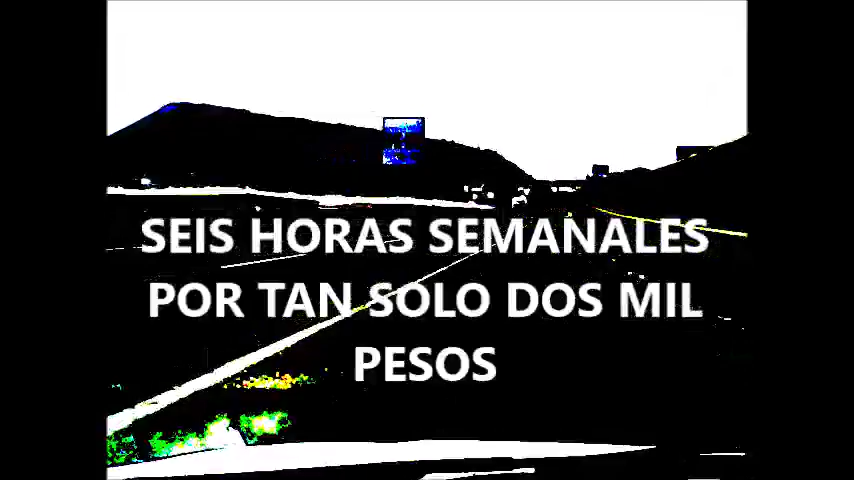 SEIS HORAS SEMANALES
POR TAN SOLO DOS MIL
PESOS